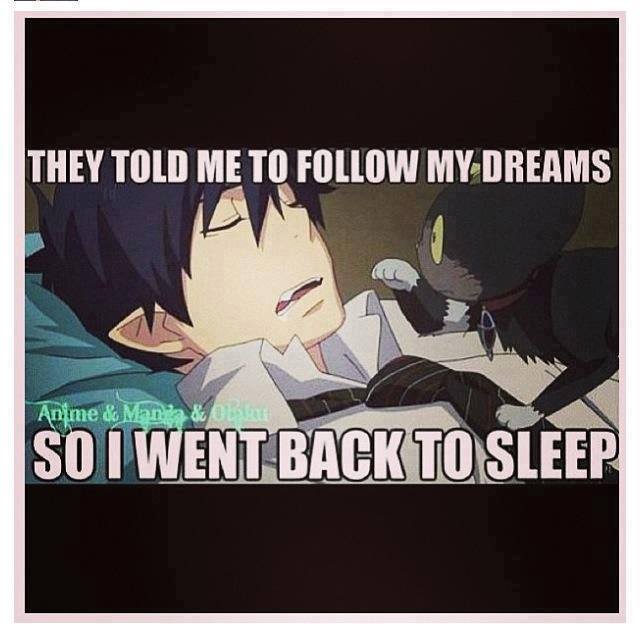 THEY TOLD ME TO FOLLOW MY DREAMS
Anime & Manga & Otaku
SO I WENT BACK TO SLEEP